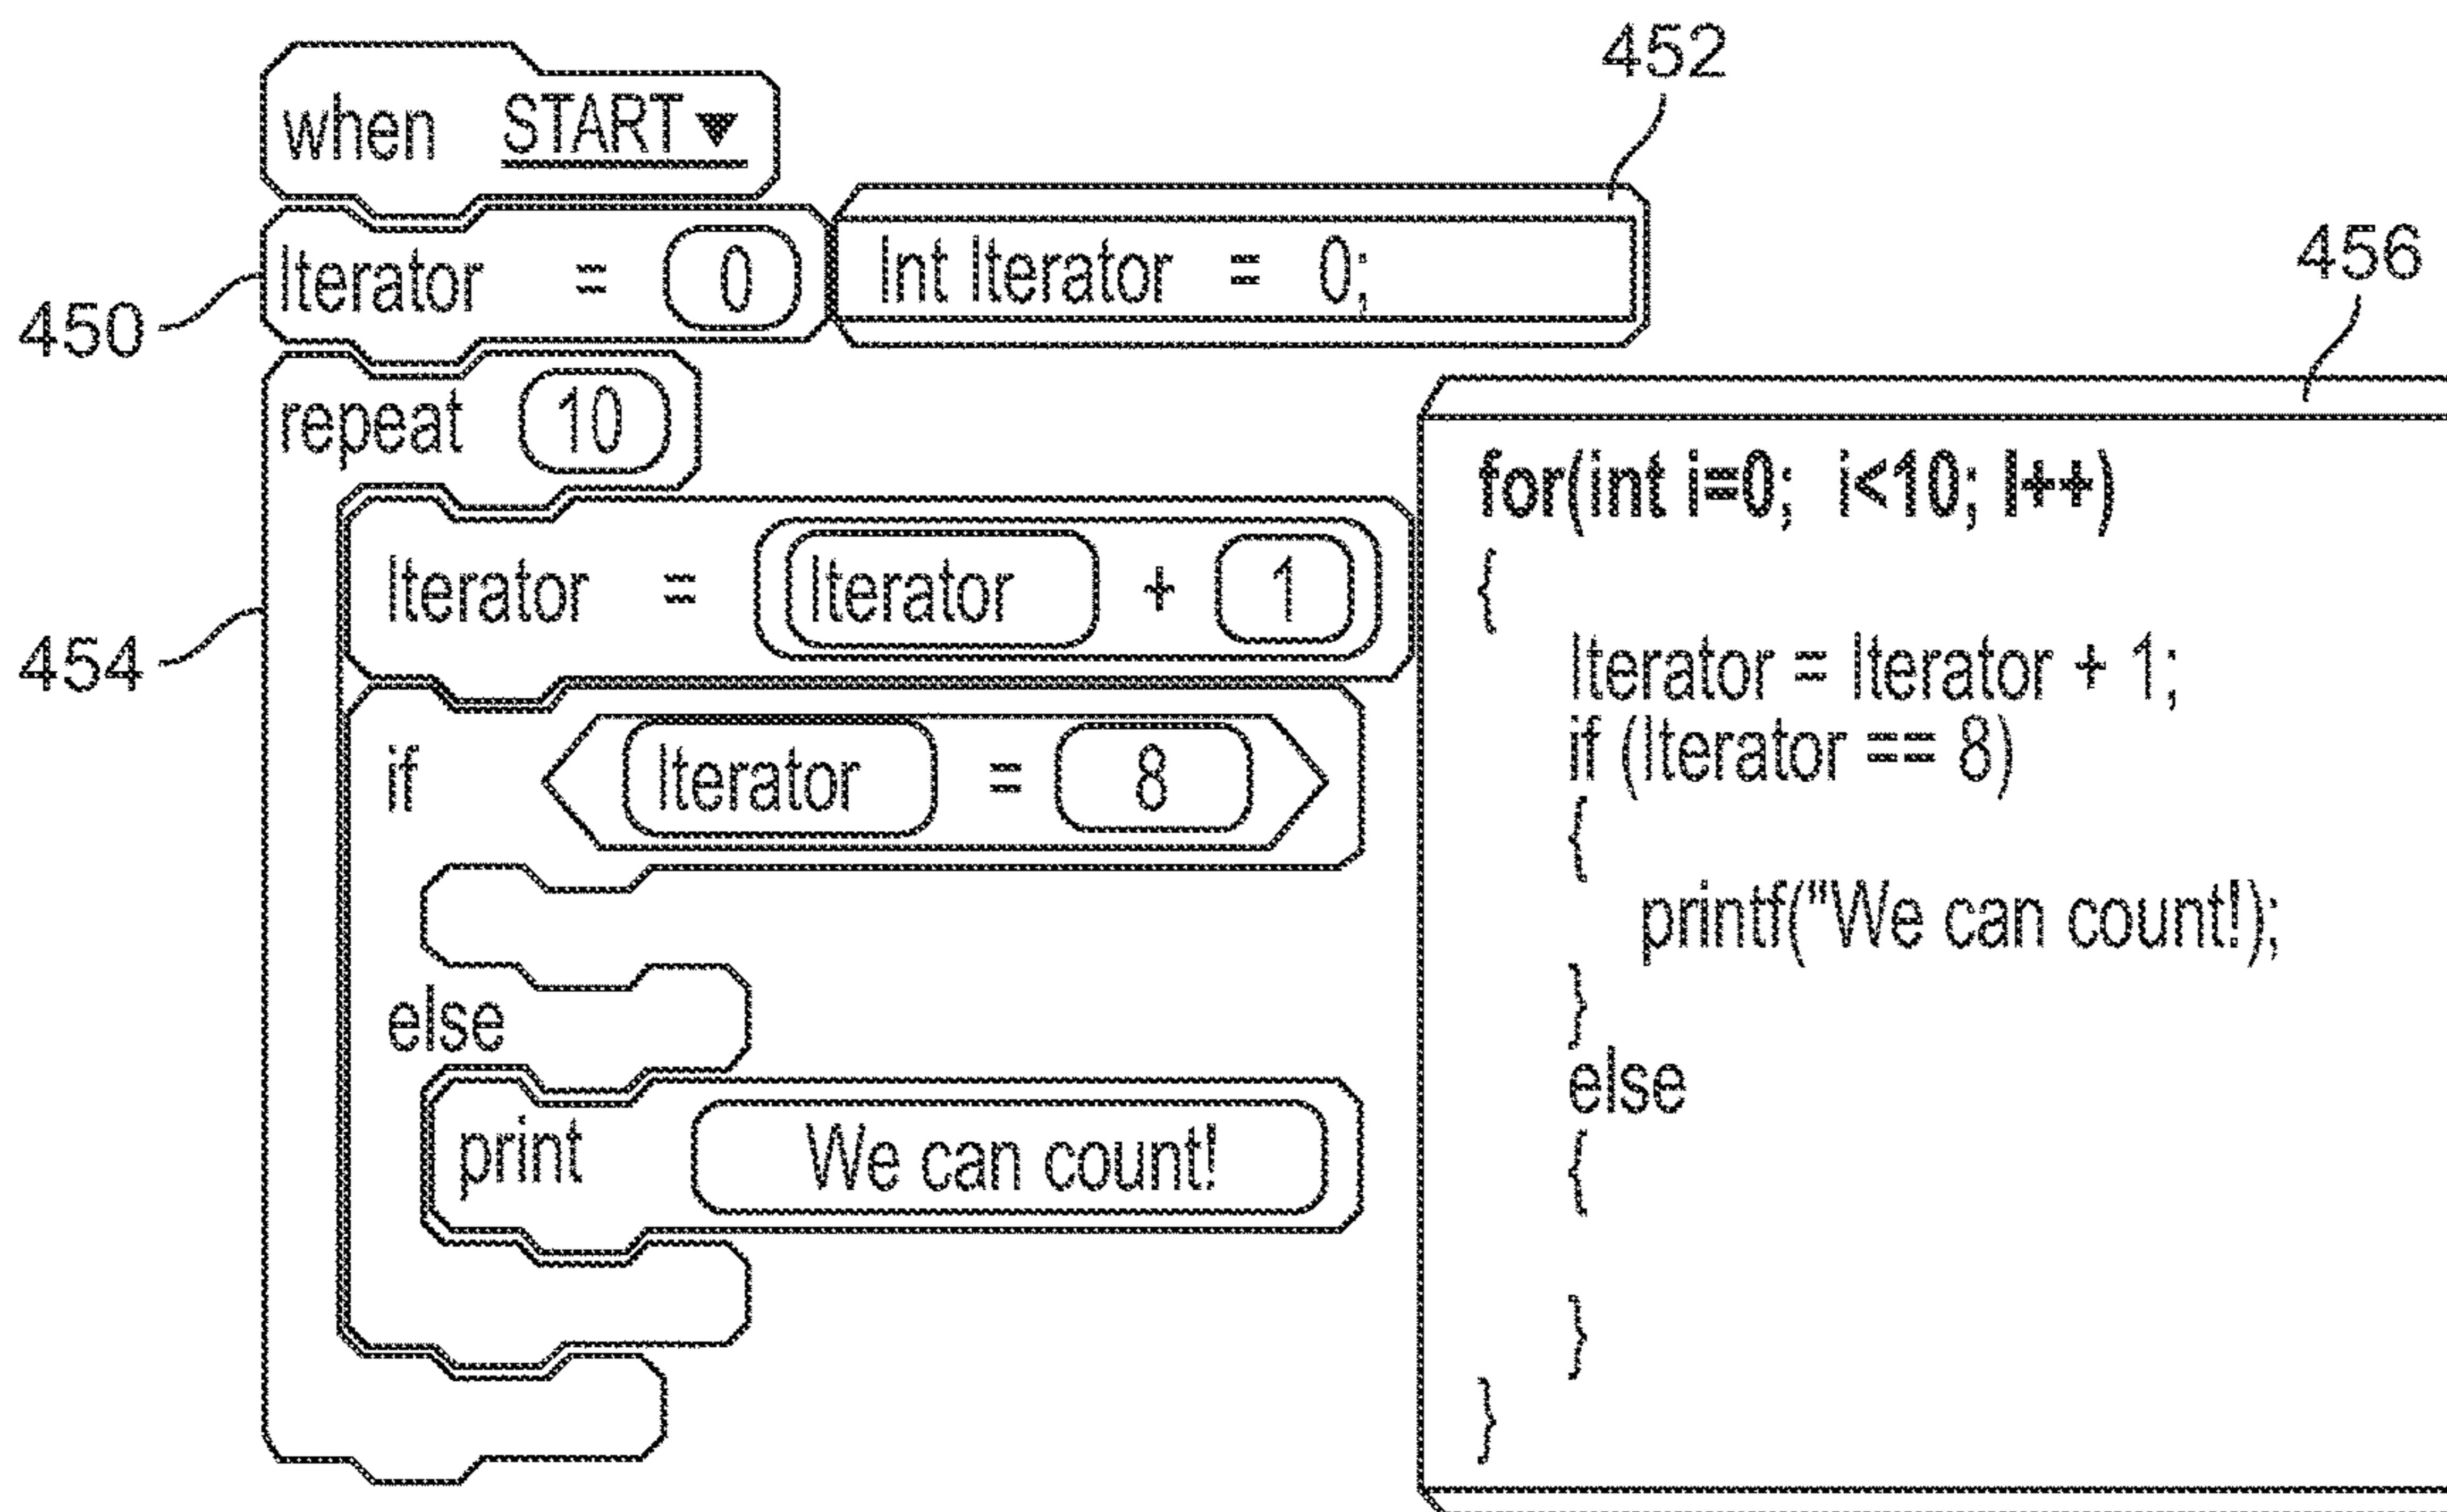 452
when START ▼
450
Iterator = 0
Int Iterator = 0;
456
repeat 10
454
Iterator = Iterator + 1
if Iterator = 8
else
print We can count!
for(int i=0; i<10; I++)
{
Iterator = Iterator + 1;
if (Iterator == 8)
{
printf("We can count!);
}
else
{
}
}